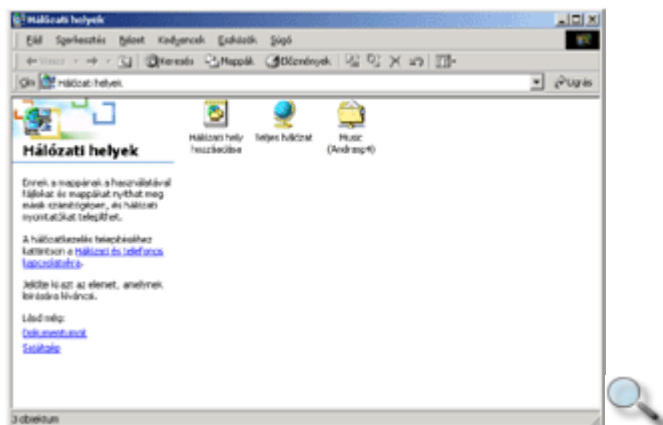 Hálózati helyek
Fájl Szerkesztés Nézet Kedvencek Eszközök Súgó
Vissza Keresés Mappák Előzmények
Cím Hálózati helyek Ugrás
Hálózati helyek
Hálózati hely hozzáadása
Teljes hálózat
Music (Andrasp4)
Ennek a mappának a használatával
fájlokat és mappákat nyithat meg
másik számítógépen, és hálózati
nyomtatókat telepíthet.
A hálózatkezelés telepítéséhez
kattintson a Hálózati és telefonos
kapcsolatokra.
Jelölje ki azt az elemet, amelynek
leírására kíváncsi.
Lásd még:
Dokumentumok
Sajátgép
3 objektum